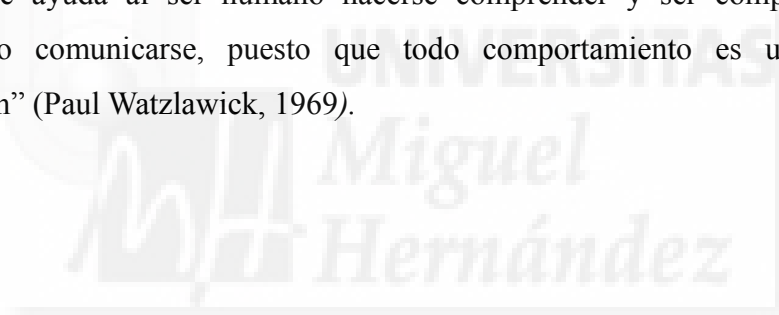 e ayuda al ser humano hacerse comprender y ser comp
o comunicarse, puesto que todo comportamiento es u
n” (Paul Watzlawick, 1969).
UNIVERSITAS
Miguel
Hernández